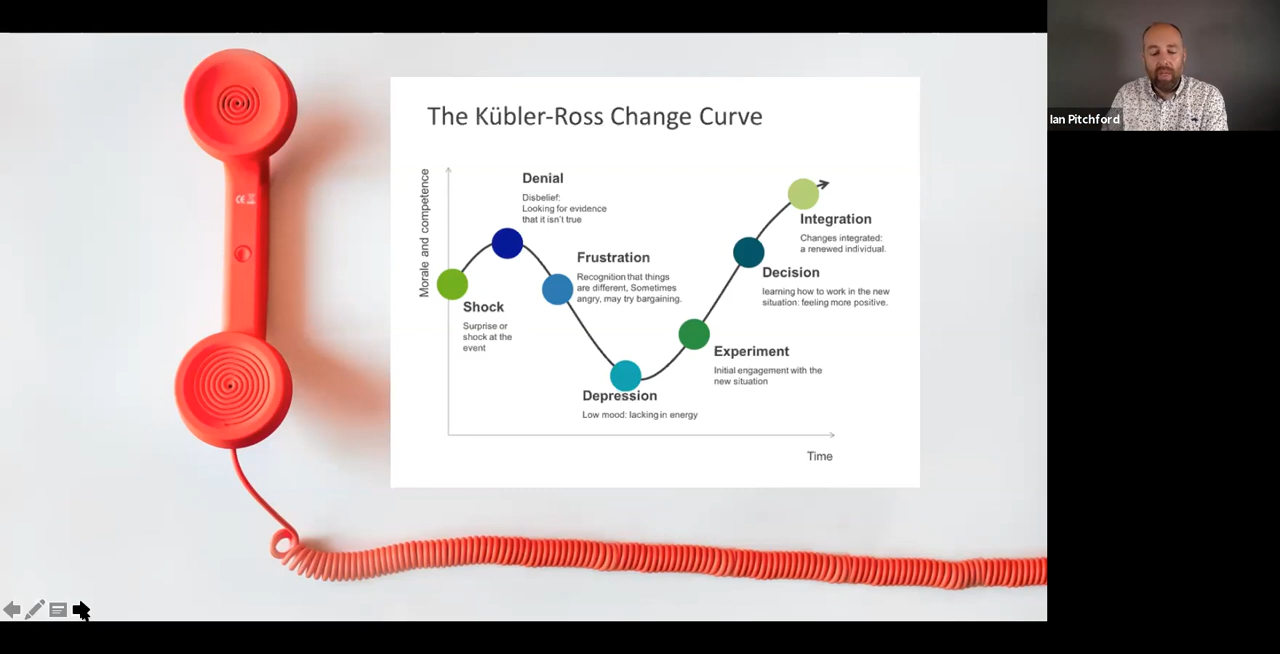 The Kübler-Ross Change Curve
Morale and competence
Denial
Disbelief:
Looking for evidence
that it isn't true
Frustration
Recognition that things
are different, Sometimes
angry, may try bargaining.
Shock
Surprise or
shock at the
event
Depression
Low mood: lacking in energy
Experiment
Initial engagement with the
new situation
Decision
learning how to work in the new
situation: feeling more positive.
Integration
Changes integrated:
a renewed individual.
Time
CE
Ian Pitchford